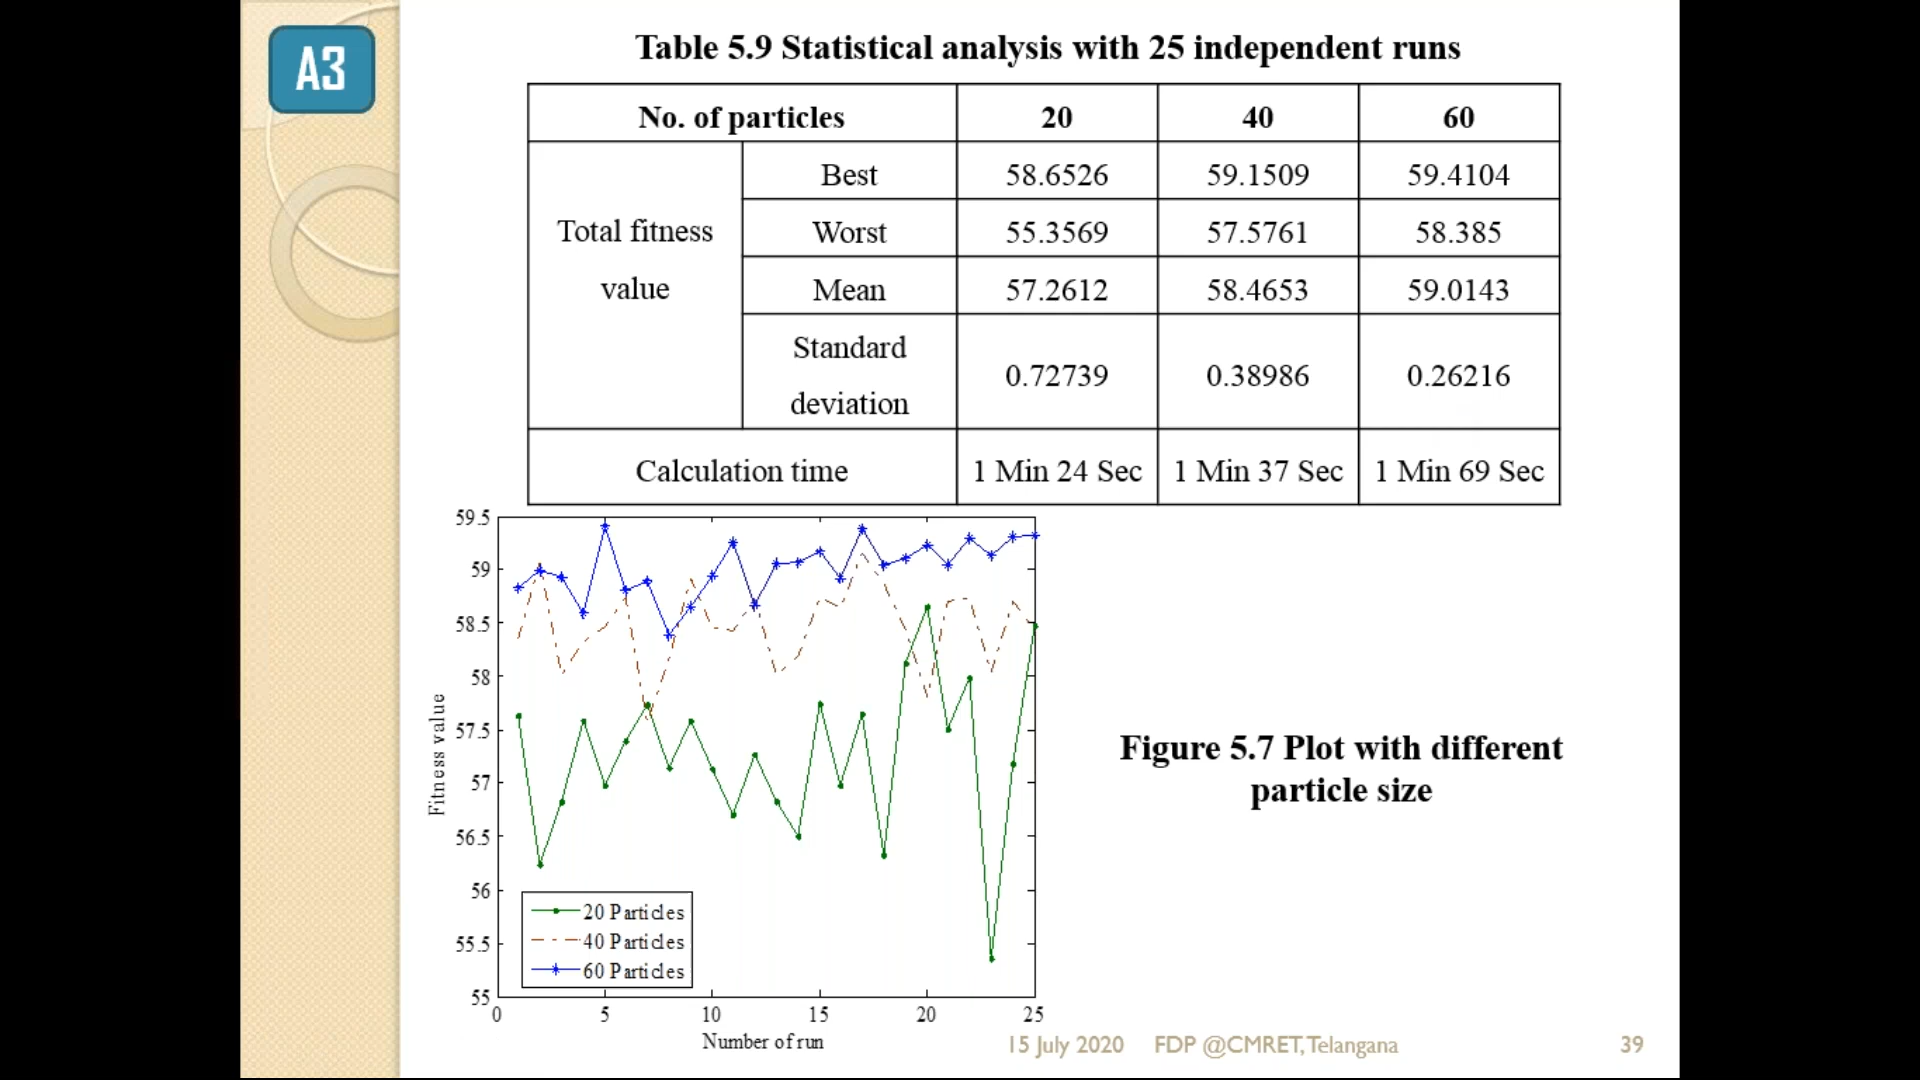 A3
Table 5.9 Statistical analysis with 25 independent runs
No. of particles 20 40 60
Total fitness value
Best 58.6526 59.1509 59.4104
Worst 55.3569 57.5761 58.385
Mean 57.2612 58.4653 59.0143
Standard deviation 0.72739 0.38986 0.26216
Calculation time 1 Min 24 Sec 1 Min 37 Sec 1 Min 69 Sec
59.5
59
58.5
58
57.5
57
56.5
56
55.5
55
Fitness value
20 Particles
40 Particles
60 Particles
0 5 10 15 20 25
Number of run
Figure 5.7 Plot with different
particle size
15 July 2020 FDP @CMRET,Telangana 39